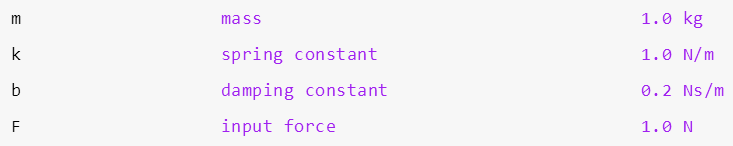 m mass 1.0 kg
k spring constant 1.0 N/m
b damping constant 0.2 Ns/m
F input force 1.0 N